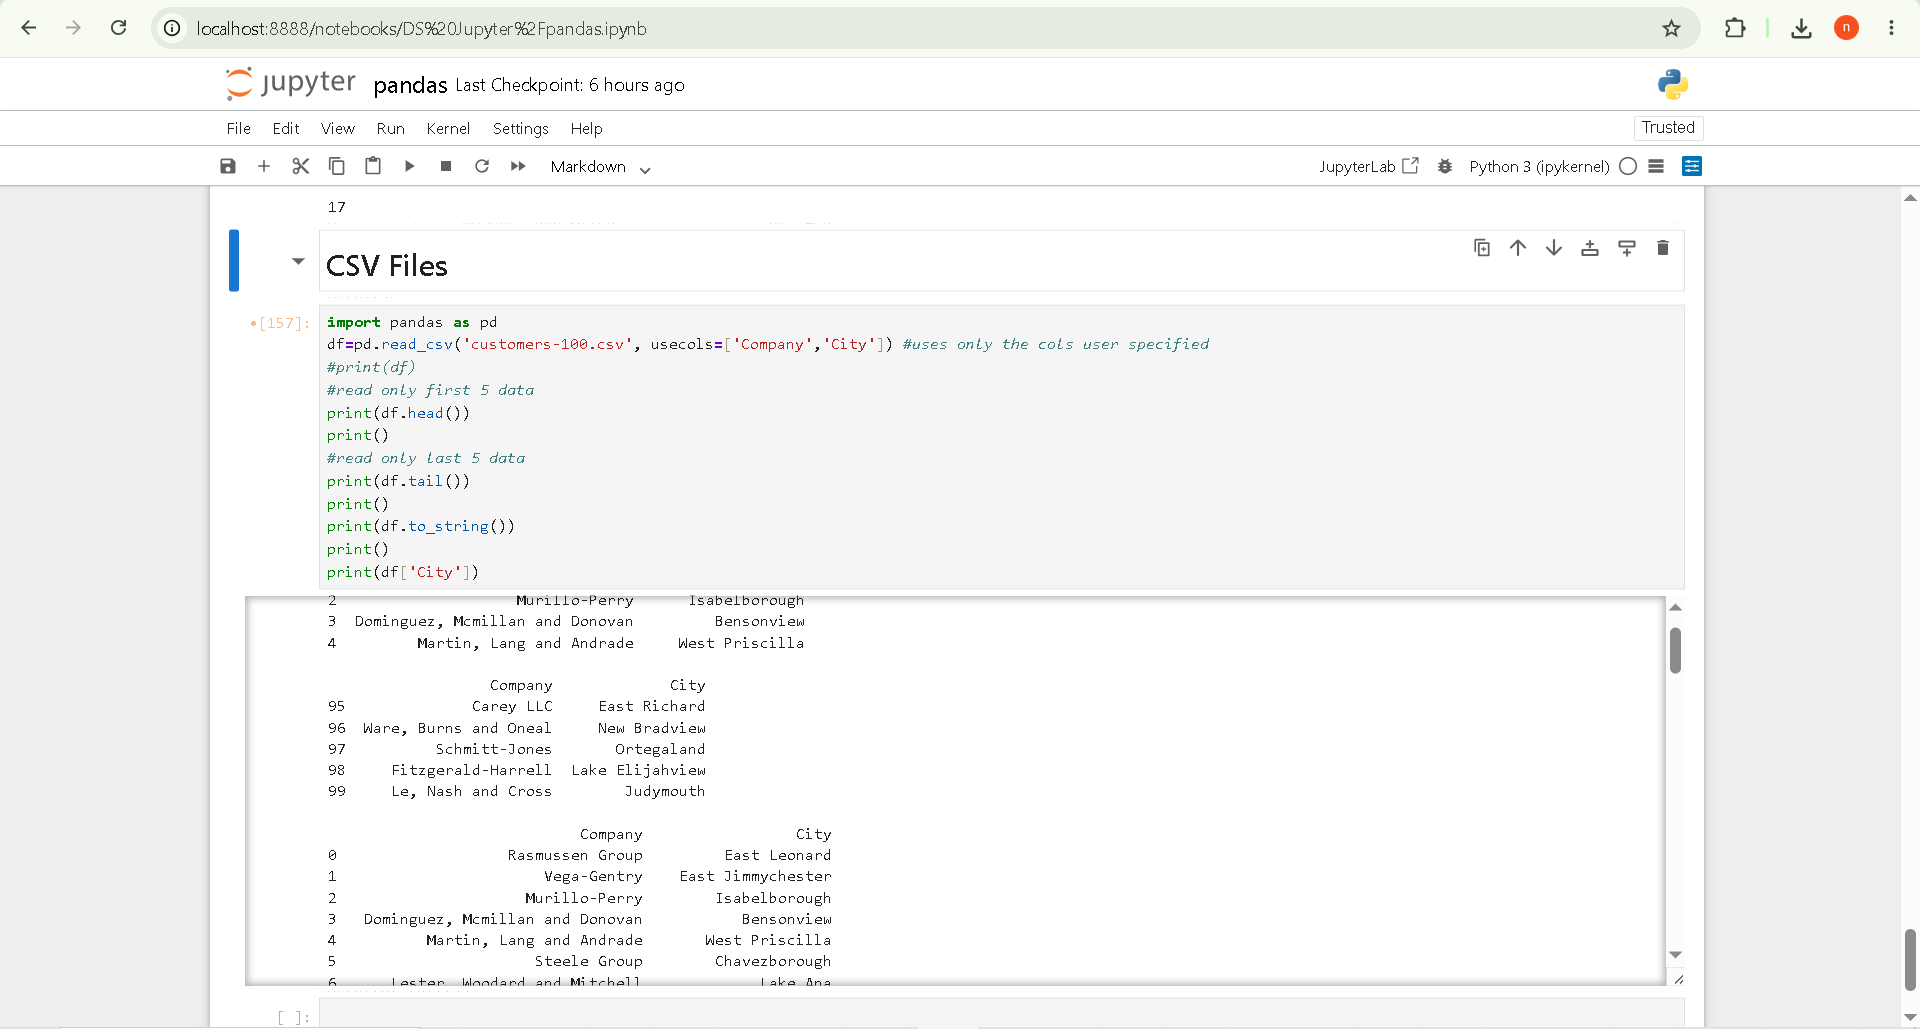 localhost:8888/notebooks/DS%20Jupyter%2Fpandas.ipynb
n
jupyter pandas Last Checkpoint: 6 hours ago
File Edit View Run Kernel Settings Help
Trusted
Markdown
JupyterLab
Python 3 (ipykernel)
17
CSV Files
•[157]:
import pandas as pd
df=pd.read_csv('customers-100.csv', usecols=['Company','City']) #uses only the cols user specified
#print(df)
#read only first 5 data
print(df.head())
print()
#read only last 5 data
print(df.tail())
print()
print(df.to_string())
print()
print(df['City'])
2 Murillo-Perry Isabelborough
3 Dominguez, Mcmillan and Donovan Bensonview
4 Martin, Lang and Andrade West Priscilla
Company City
95 Carey LLC East Richard
96 Ware, Burns and Oneal New Bradview
97 Schmitt-Jones Ortegaland
98 Fitzgerald-Harrell Lake Elijahview
99 Le, Nash and Cross Judymouth
Company City
0 Rasmussen Group East Leonard
1 Vega-Gentry East Jimmychester
2 Murillo-Perry Isabelborough
3 Dominguez, Mcmillan and Donovan Bensonview
4 Martin, Lang and Andrade West Priscilla
5 Steele Group Chavezborough
6 Lester, Woodard and Mitchell Lake Ana
[ ]: